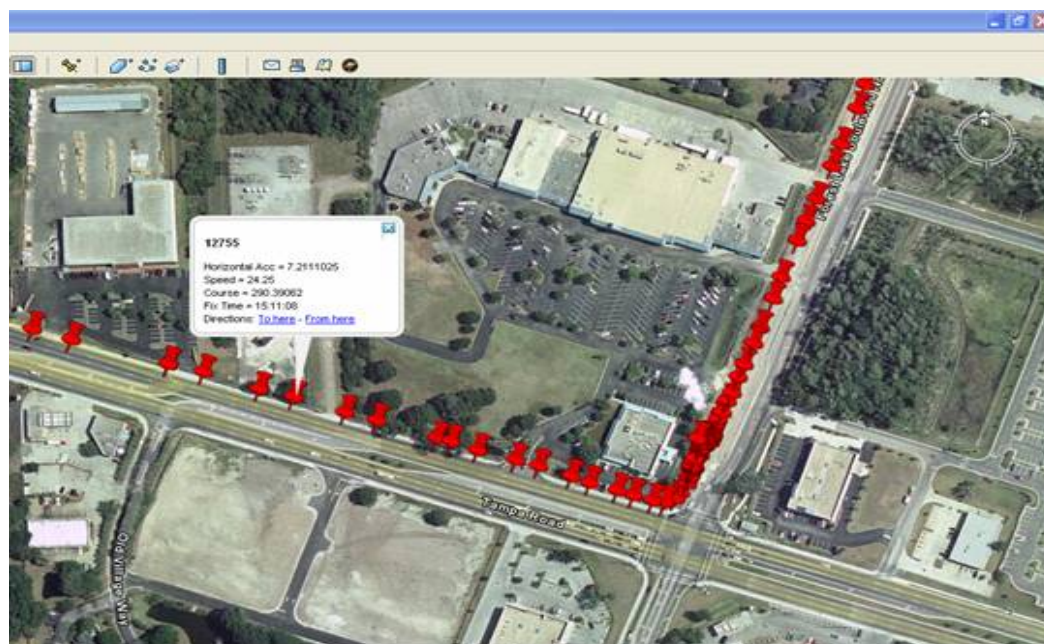 12755
Horizontal Acc = 7.2111025
Speed = 24.25
Course = 290.39062
Fix Time = 15:11:08
Directions: To here - From here
Tampa Road
Old Village Way